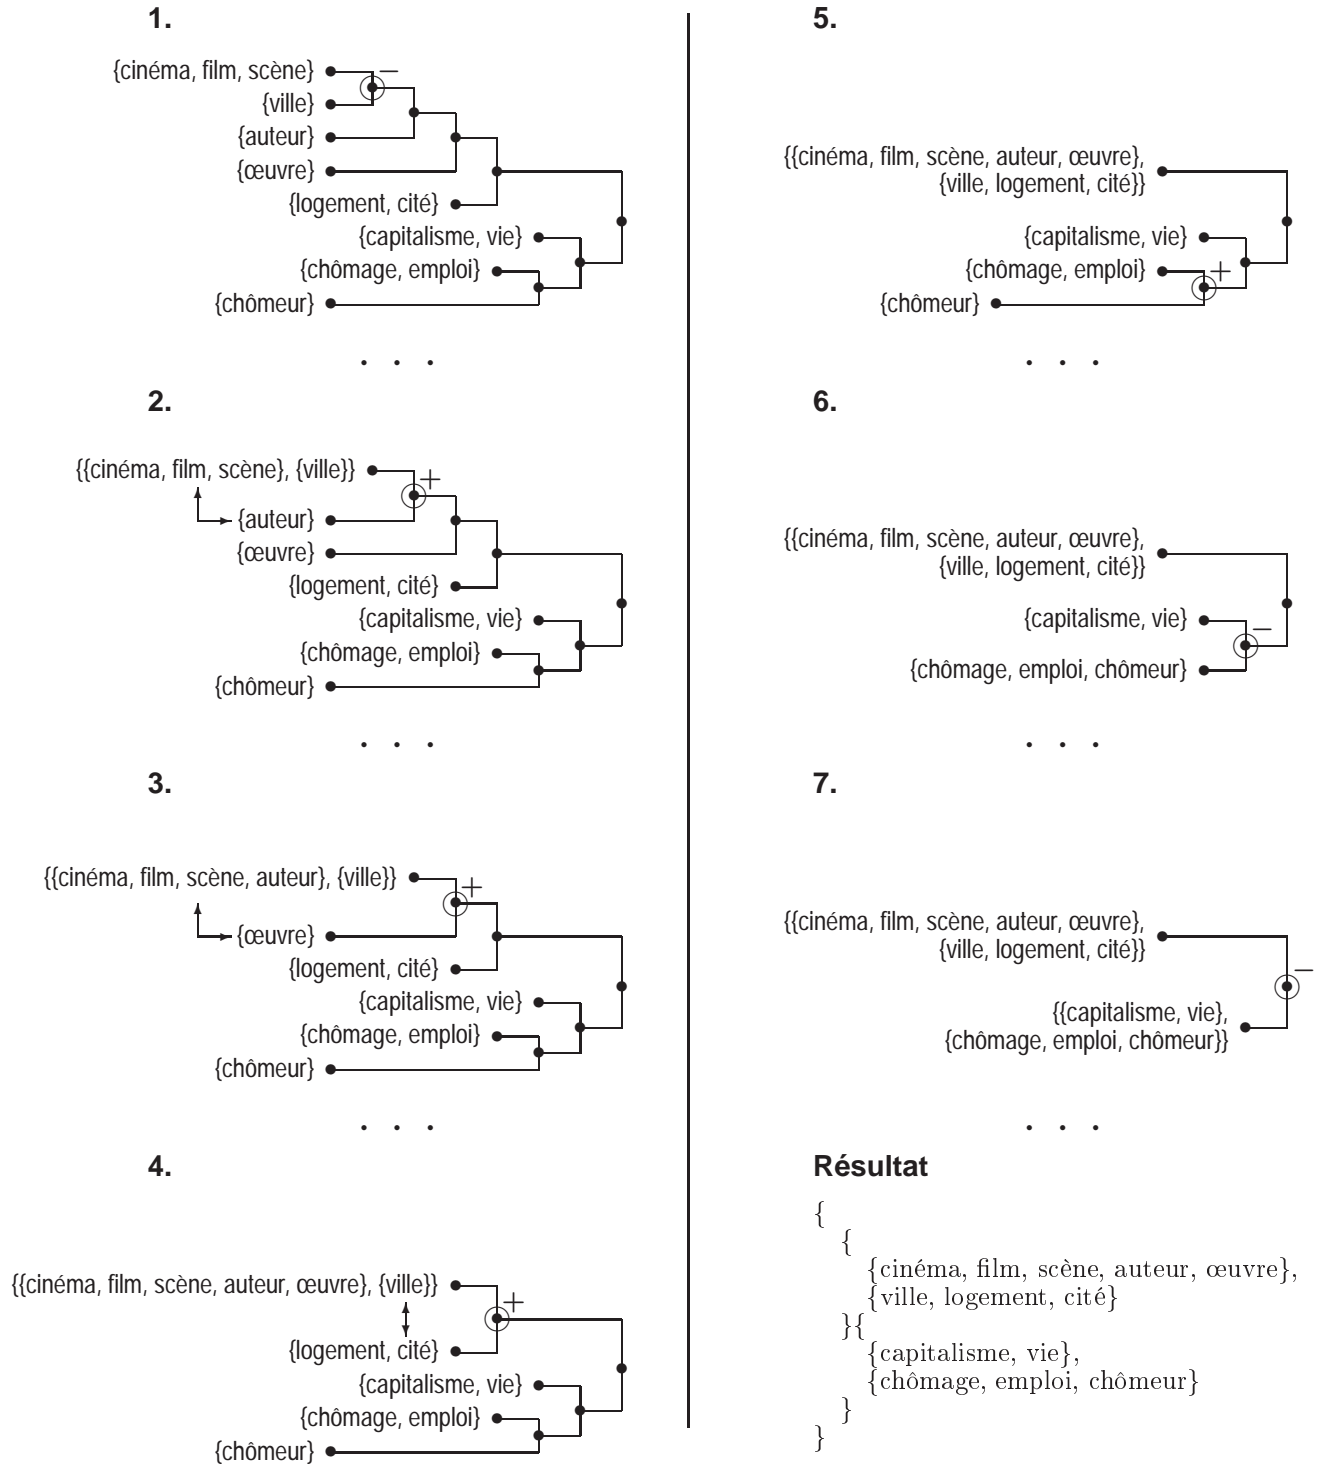 1.
{cinéma, film, scène}
−
{ville}
{auteur}
{œuvre}
{logement, cité}
{capitalisme, vie}
{chômage, emploi}
{chômeur}
. . .
2.
{{cinéma, film, scène}, {ville}}
+
{auteur}
{œuvre}
{logement, cité}
{capitalisme, vie}
{chômage, emploi}
{chômeur}
. . .
3.
{{cinéma, film, scène, auteur}, {ville}}
+
{œuvre}
{logement, cité}
{capitalisme, vie}
{chômage, emploi}
{chômeur}
. . .
4.
{{cinéma, film, scène, auteur, œuvre}, {ville}}
+
{logement, cité}
{capitalisme, vie}
{chômage, emploi}
{chômeur}
5.
{{cinéma, film, scène, auteur, œuvre},
{ville, logement, cité}}
{capitalisme, vie}
{chômage, emploi}
+
{chômeur}
. . .
6.
{{cinéma, film, scène, auteur, œuvre},
{ville, logement, cité}}
{capitalisme, vie}
−
{chômage, emploi, chômeur}
. . .
7.
{{cinéma, film, scène, auteur, œuvre},
{ville, logement, cité}}
−
{{capitalisme, vie},
{chômage, emploi, chômeur}}
. . .
Résultat
{
{
{cinéma, film, scène, auteur, œuvre},
{ville, logement, cité}
}{
{capitalisme, vie},
{chômage, emploi, chômeur}
}
}